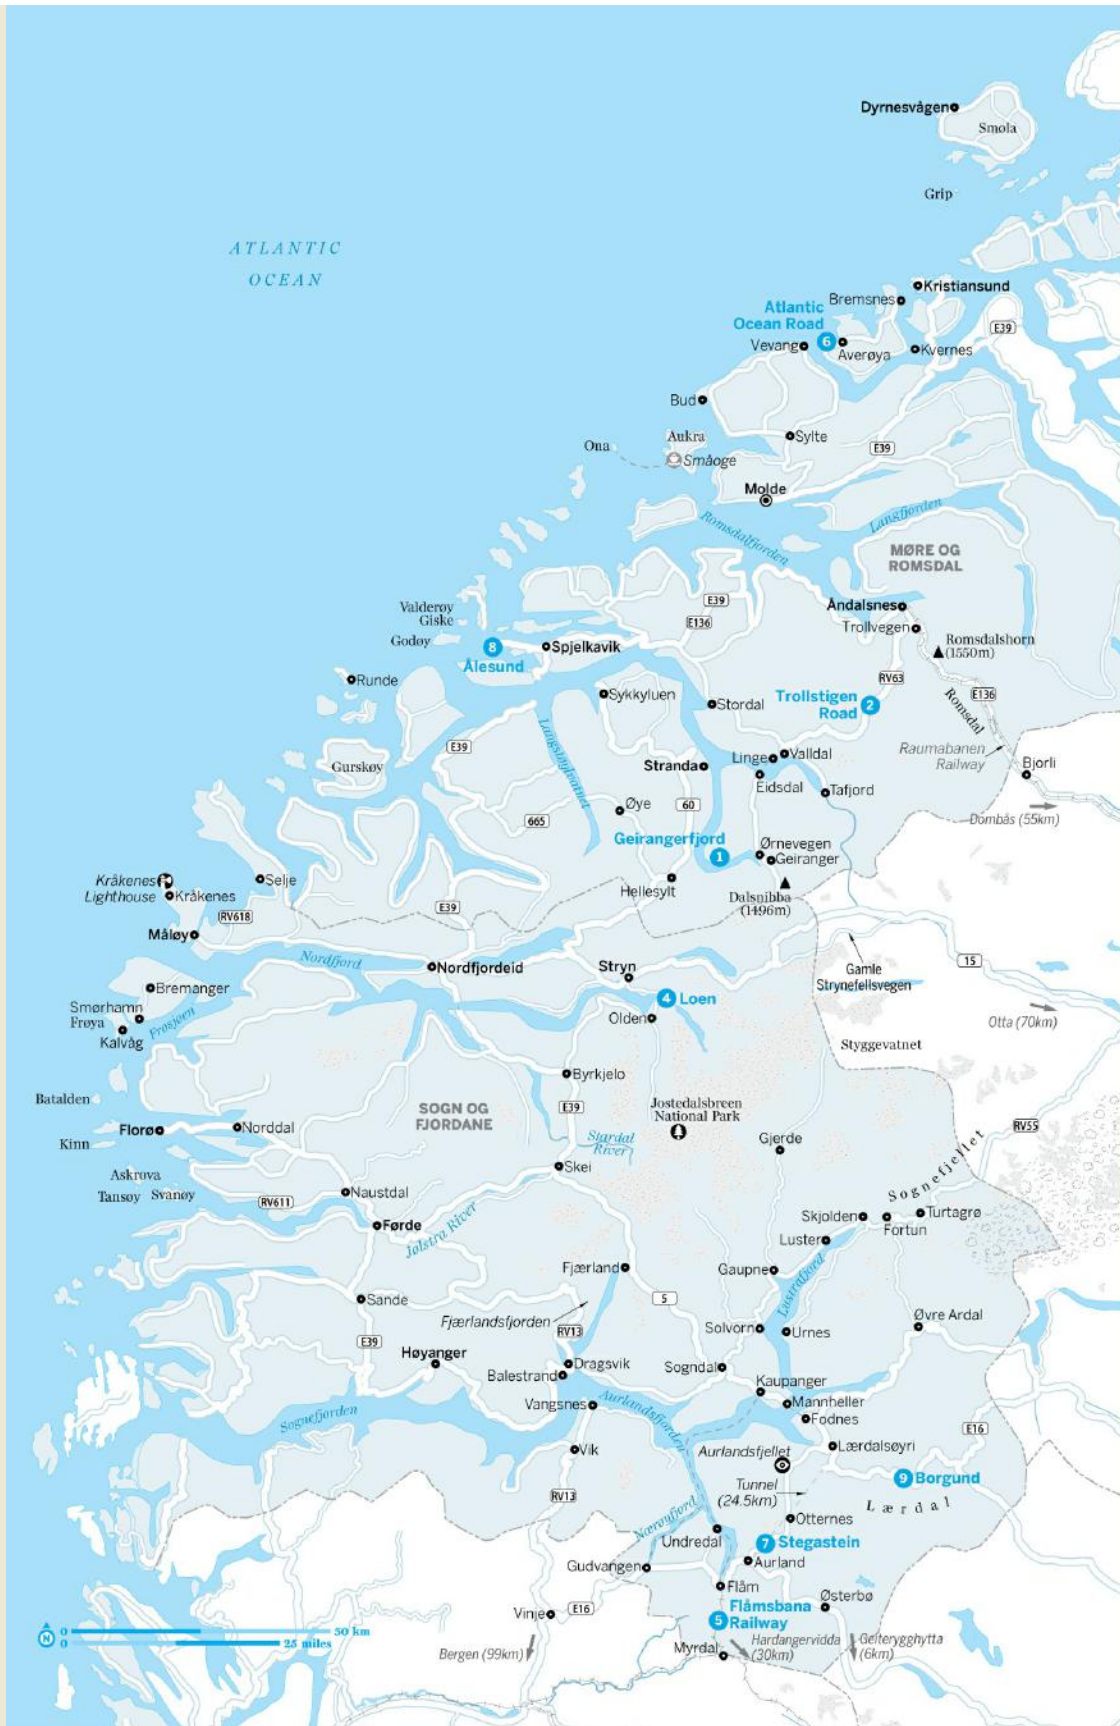 Dyrnesvågen
Smøla
Grip
ATLANTIC
OCEAN
Kristiansund
Bremsnes
Atlantic
Ocean Road
E39
6
Vevang
Averøya
Kvernes
Bud
Aukra
Sylte
Ona
Småoge
E39
Molde
Romsdalfjorden
Langfjorden
MØRE OG
ROMSDAL
Valderøy
Giske
Godøy
E39
E136
Åndalsnes
Trollvegen
Romsdalshorn
(1550m)
8
Ålesund
Spjelkavik
Runde
Sykkyluen
Stordal
RV63
Trollstigen
Road
2
E136
Romsdal
Raumabanen
Railway
E39
Langsløytvatnet
Linge
Valldal
Bjorli
Gurskøy
Stranda
Eidsdal
Tafjord
60
Øye
665
Dombås (55km)
Geirangerfjord
1
Ørnevegen
Geiranger
Kråkenes
Lighthouse
Kråkenes
Selje
Hellesylt
Dalsnibba
(1496m)
RV618
E39
Måløy
Nordfjord
Nordfjordeid
Stryn
Gamle
Strynefjellsvegen
15
Bremanger
4
Loen
Smørhamn
Frøya
Frøsjøen
Kalvåg
Olden
Otta (70km)
Styggevatnet
Byrkjelo
Batalden
SOGN OG
FJORDANE
E39
Jostedalsbreen
National Park
Florø
Norddal
RV55
Kinn
Stardal
River
Gjerde
Askrova
Tansøy
Svanøy
Skei
Sognefjellet
RV611
Naustdal
Førde
Jølstra River
Skjolden
Fortun
Turtagrø
Luster
Fjærland
Gaupne
Lustrafjord
Sande
5
Fjærlandsfjorden
RV13
Solvorn
Urnes
Øvre Ardal
E39
Høyanger
Dragsvik
Balestrand
Sogndal
Kaupanger
Vangsnes
Aurlandsfjorden
Mannheller
Fodnes
Sognefjorden
E16
Vik
Aurlandsfjellet
Lærdalsøyri
9
Borgund
Tunnel
(24.5km)
Lærdal
RV13
Nærøyfjord
Otternes
Undredal
7
Stegastein
Gudvangen
Aurland
Flåm
Østerbø
Vinje
E16
5
Flåmsbana
Railway
N
0
50 km
0
25 miles
Bergen (99km)
Myrdal
Hardangervidda
(30km)
Geiterygghytta
(6km)